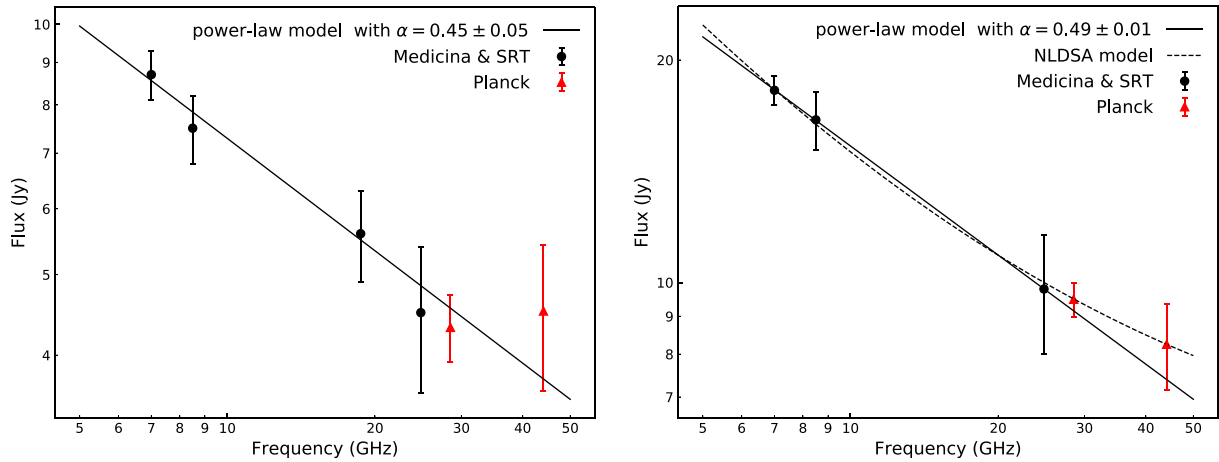 power-law model with α = 0.45 ± 0.05
Medicina & SRT
Planck
10
9
8
7
6
5
4
Flux (Jy)
5 6 7 8 9 10 20 30 40 50
Frequency (GHz)
power-law model with α = 0.49 ± 0.01
NLDSA model
Medicina & SRT
Planck
20
10
9
8
7
Flux (Jy)
5 6 7 8 9 10 20 30 40 50
Frequency (GHz)